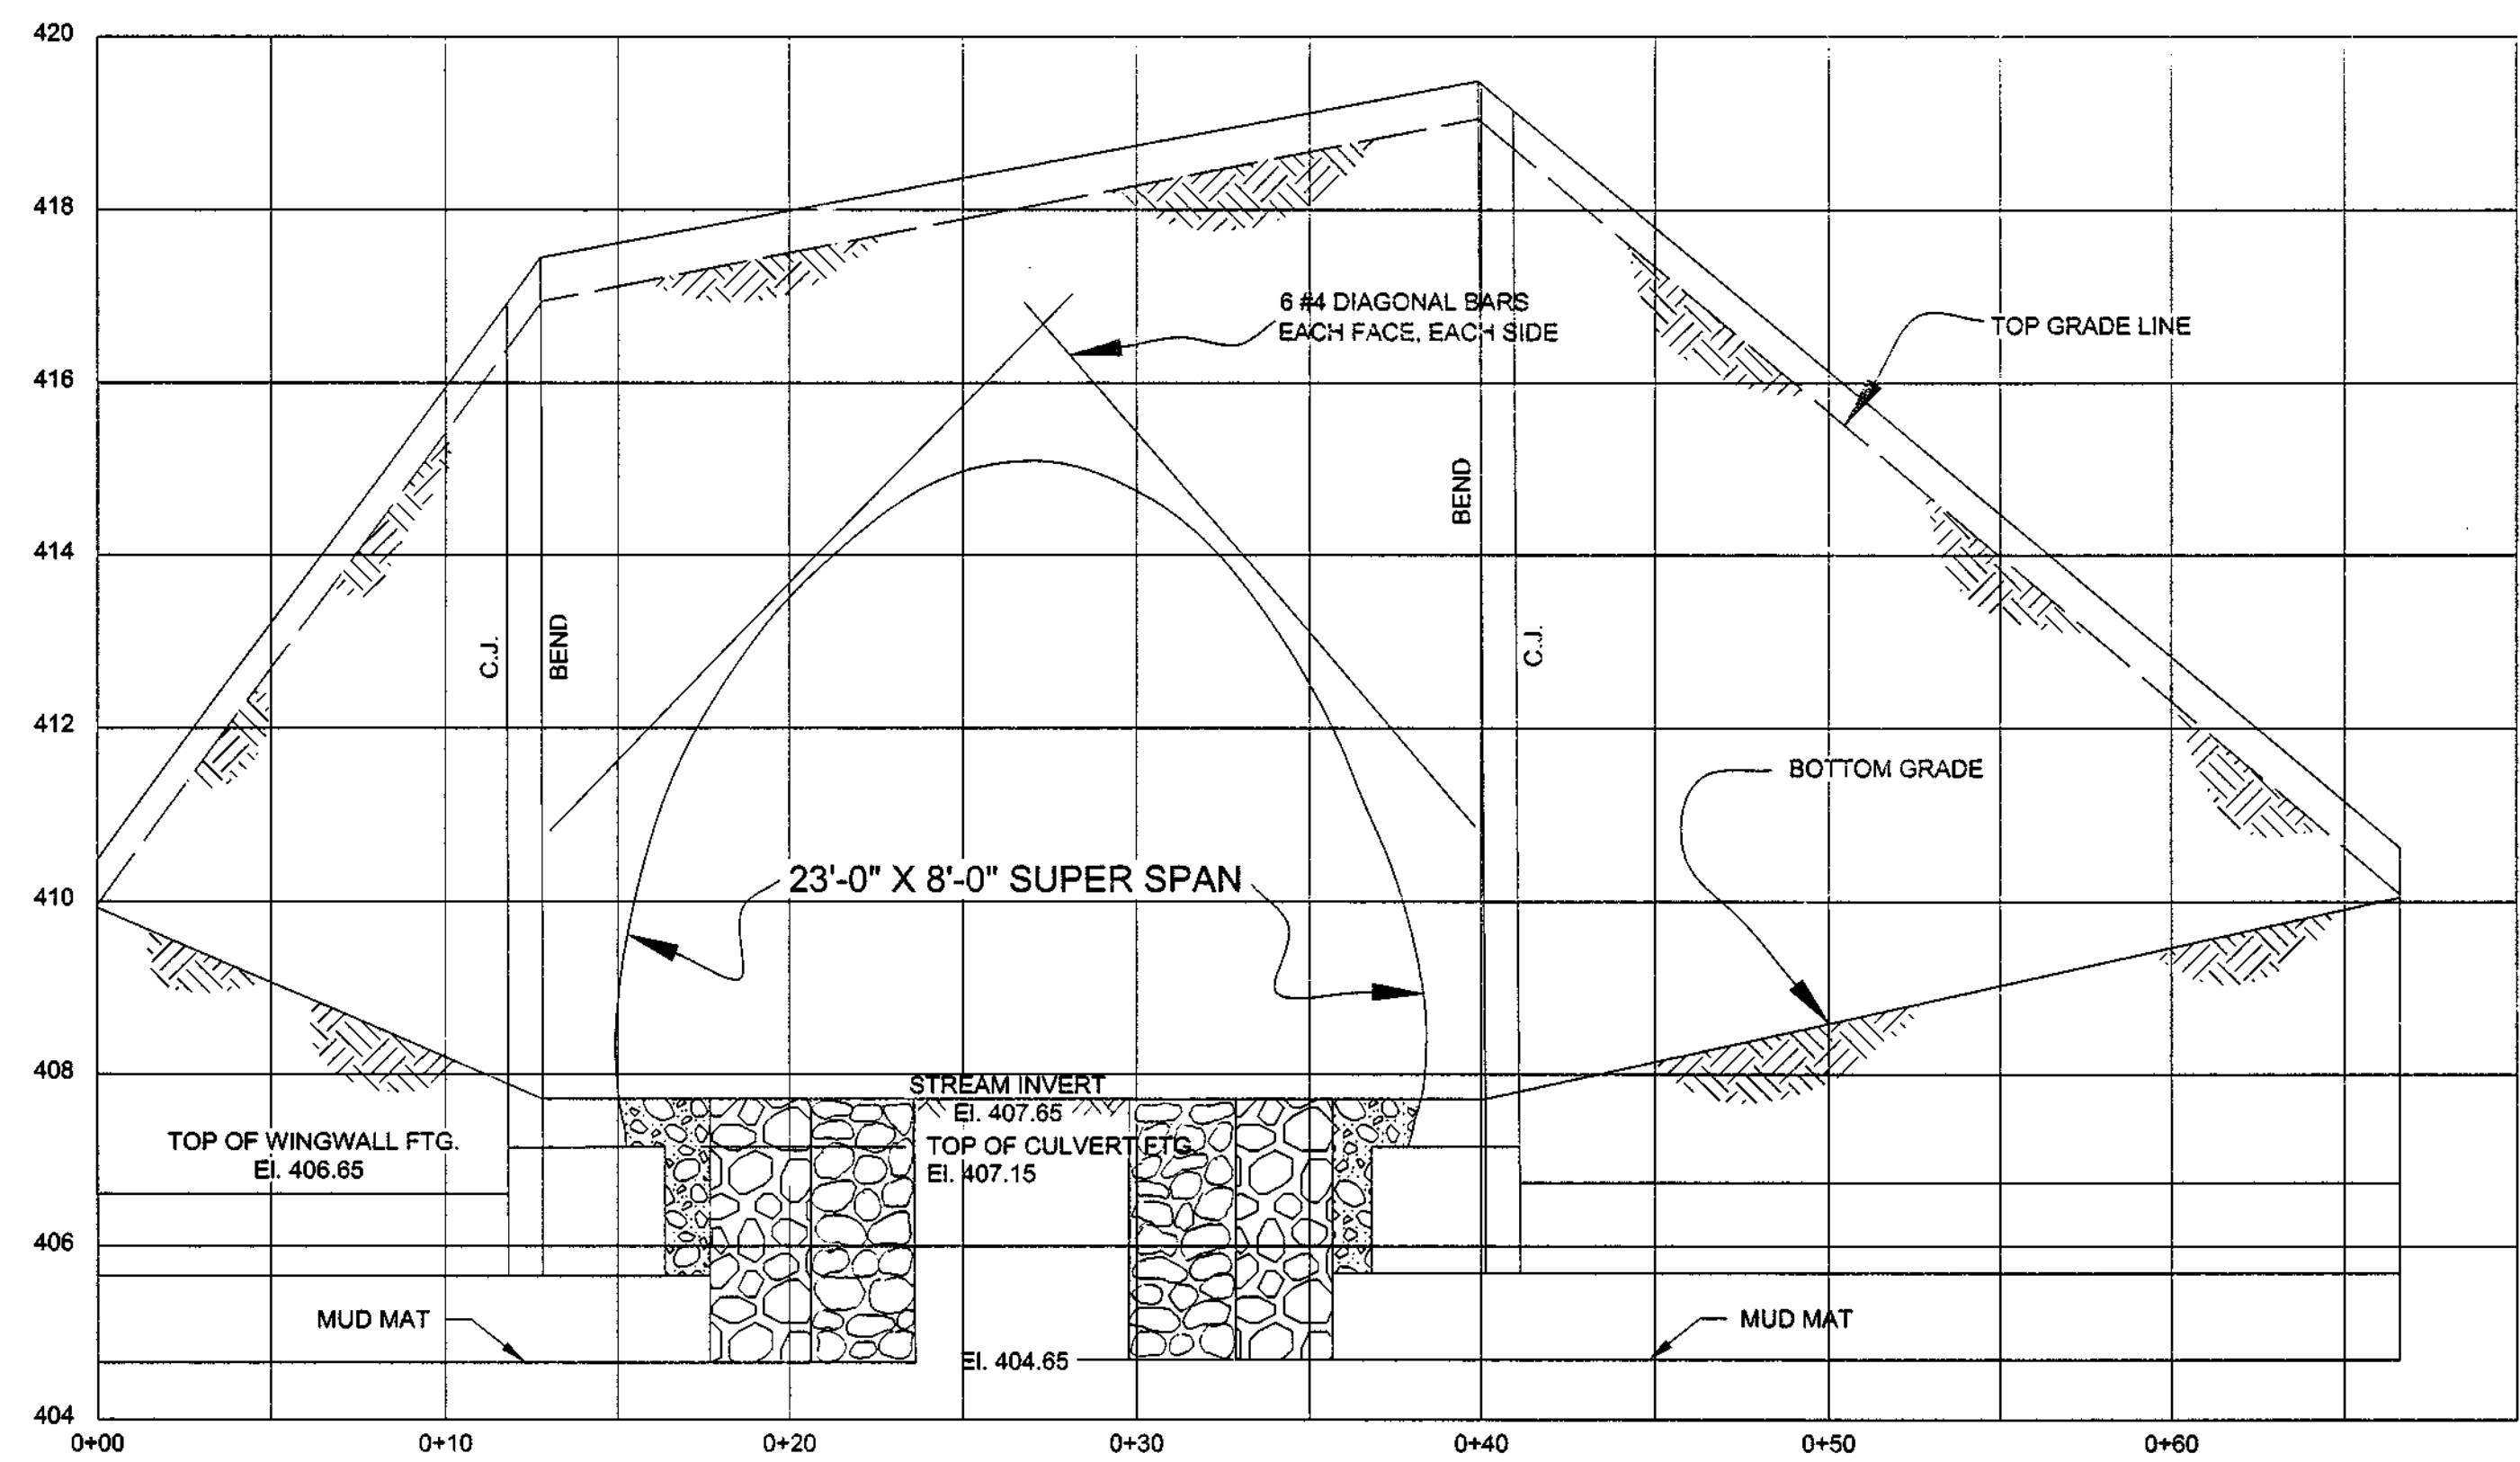 420
418
416
414
412
410
408
406
404
6 #4 DIAGONAL BARS
EACH FACE, EACH SIDE
TOP GRADE LINE
BEND
C.J.
BEND
C.J.
BOTTOM GRADE
23'-0" X 8'-0" SUPER SPAN
STREAM INVERT
El. 407.65
TOP OF WINGWALL FTG.
El. 406.65
TOP OF CULVERT FTG
El. 407.15
MUD MAT
El. 404.65
MUD MAT
0+00
0+10
0+20
0+30
0+40
0+50
0+60